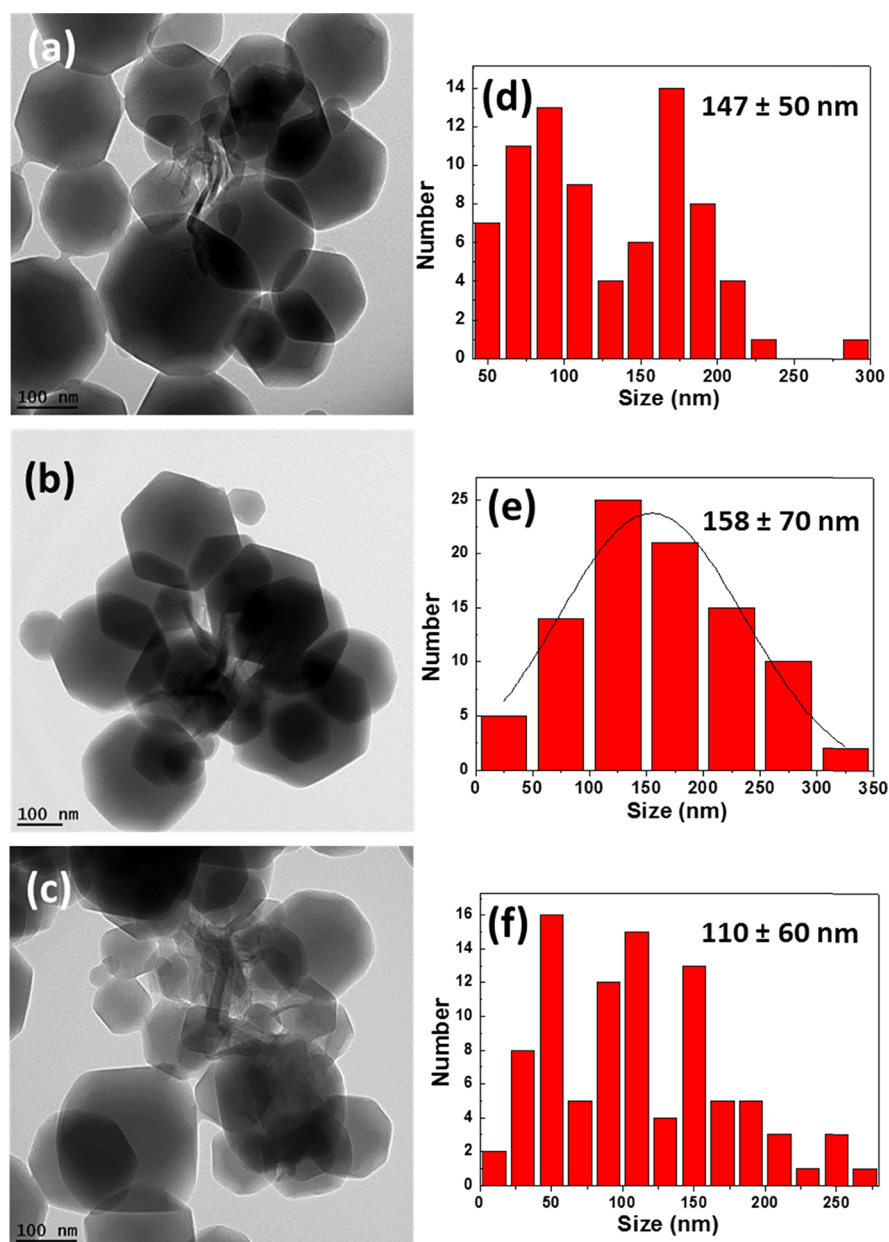 (a)
100 nm
(d)
147 ± 50 nm
14
12
10
8
6
4
2
0
Number
50
100
150
200
250
300
Size (nm)
(b)
100 nm
(e)
158 ± 70 nm
25
20
15
10
5
0
Number
0
50
100
150
200
250
300
350
Size (nm)
(c)
100 nm
(f)
110 ± 60 nm
16
14
12
10
8
6
4
2
0
Number
0
50
100
150
200
250
Size (nm)